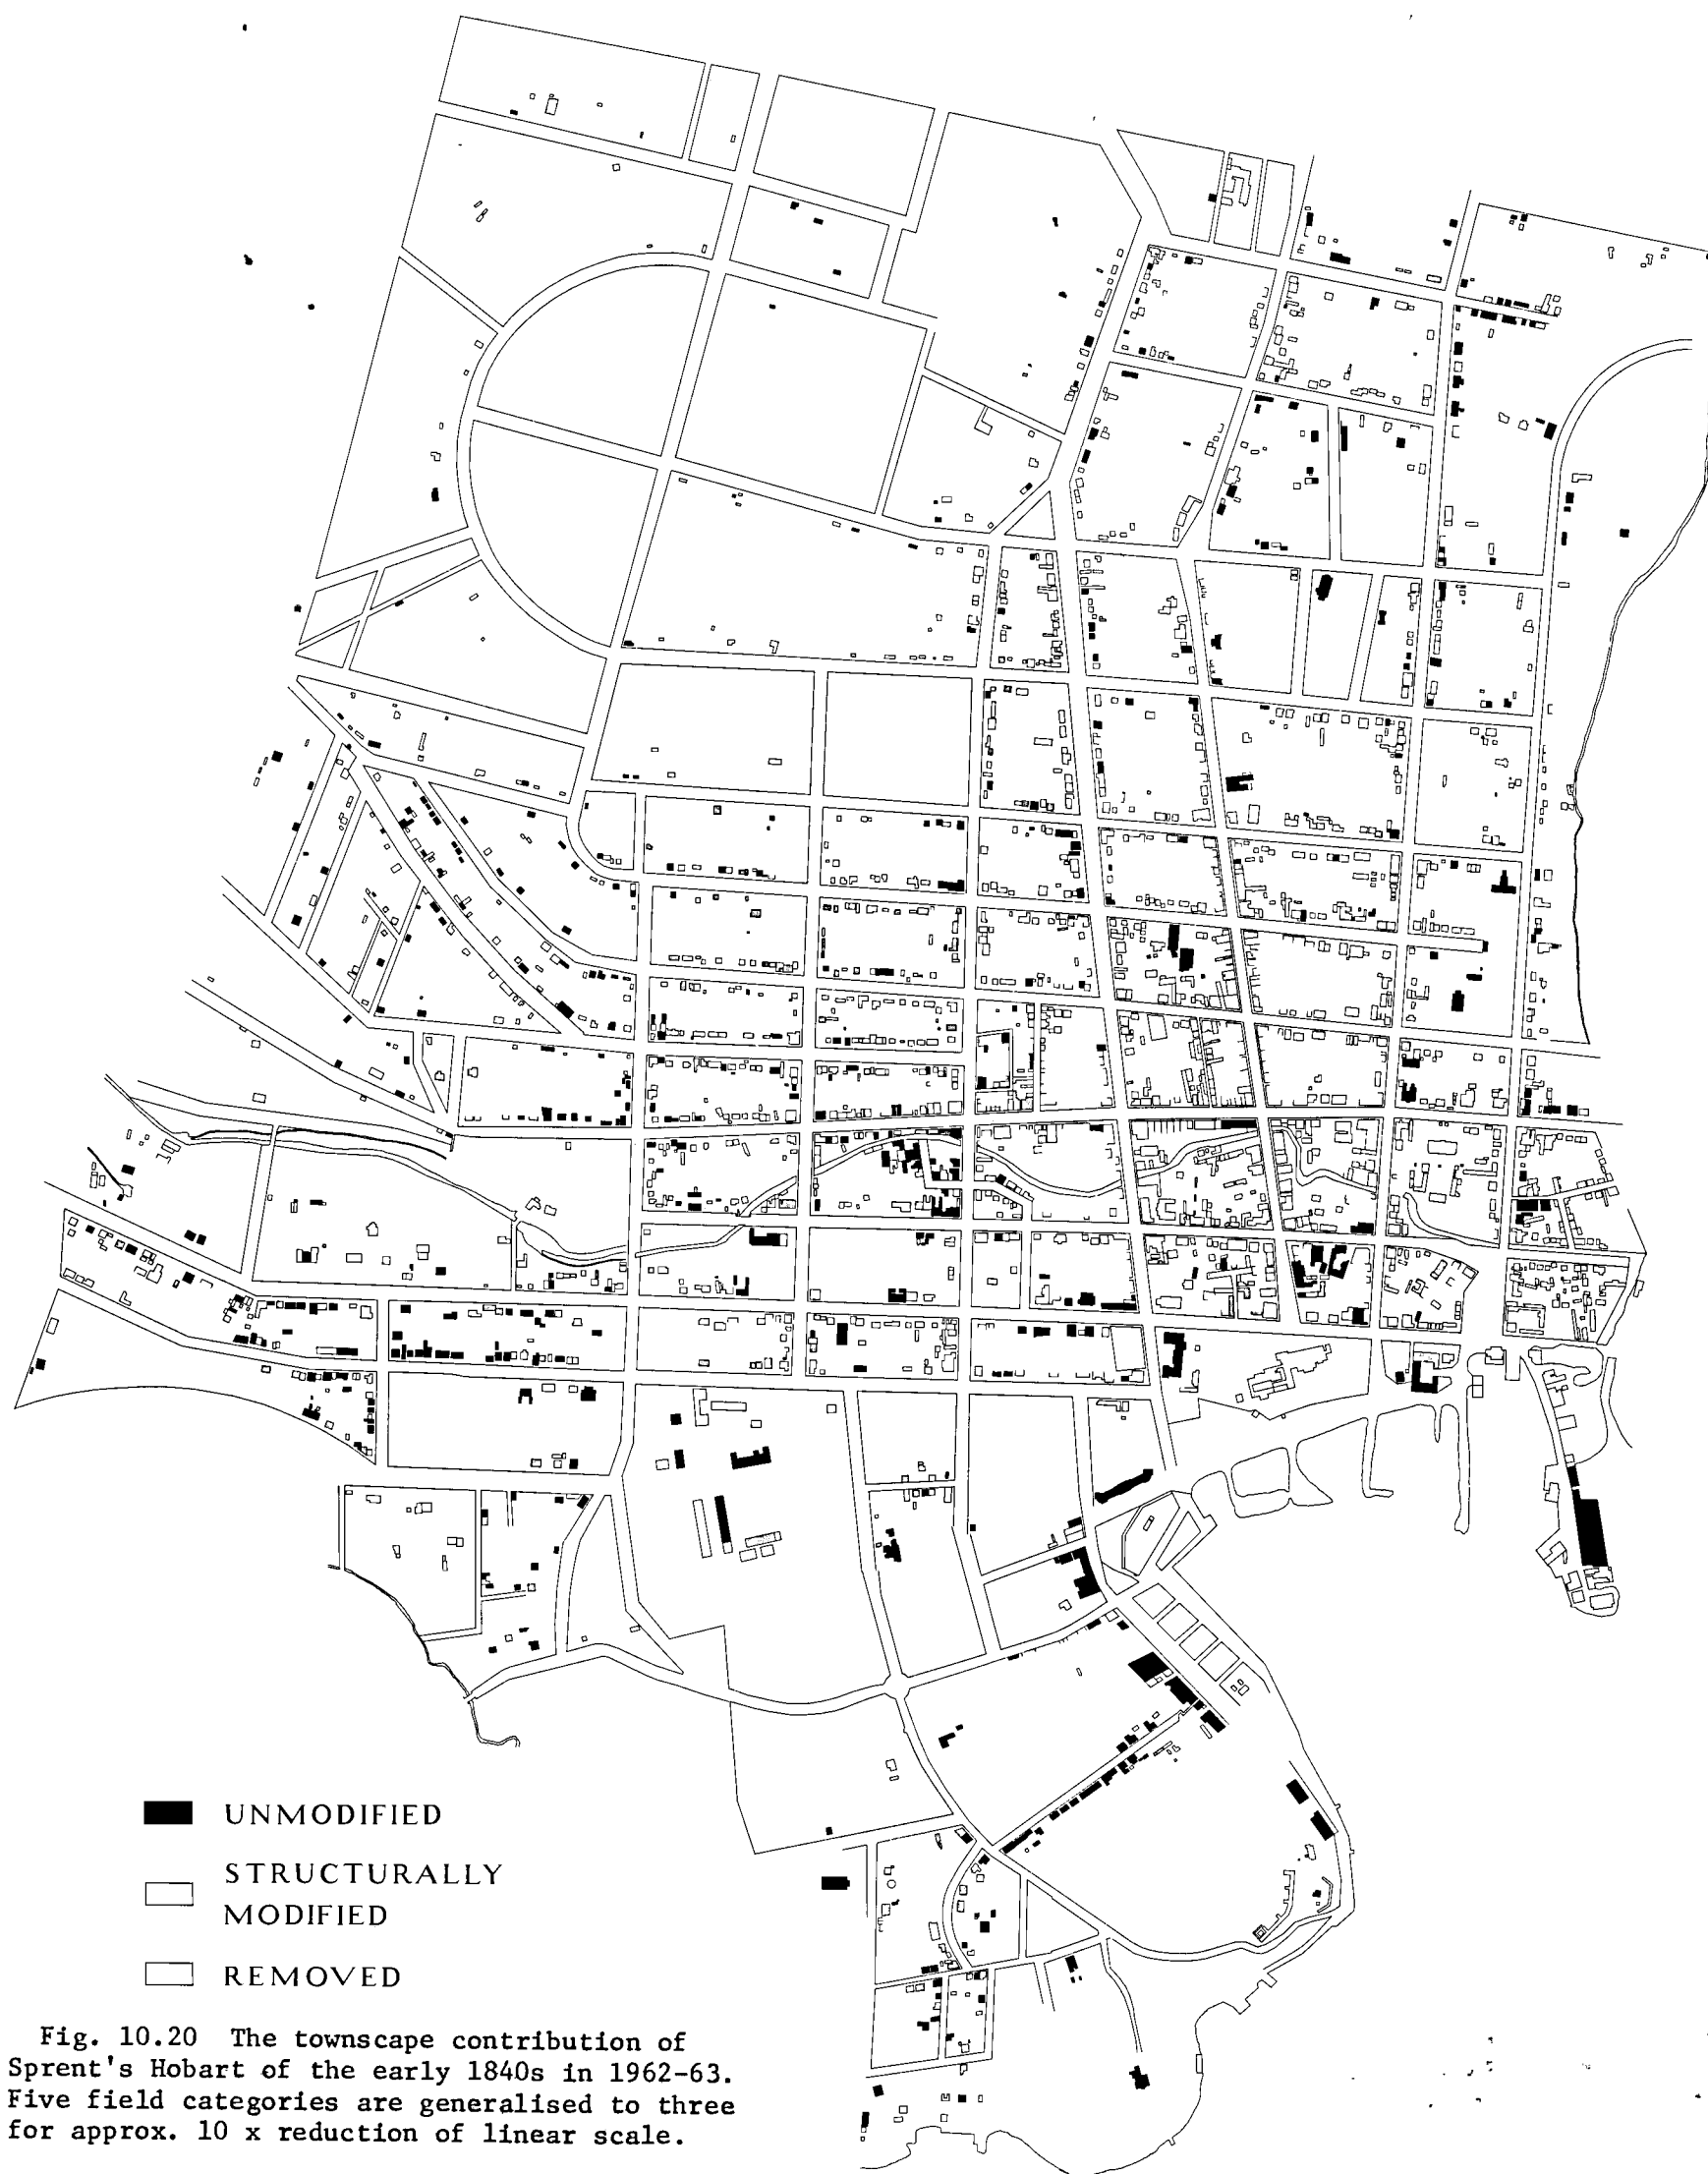 UNMODIFIED
STRUCTURALLY
MODIFIED
REMOVED
Fig. 10.20 The townscape contribution of
Sprent's Hobart of the early 1840s in 1962-63.
Five field categories are generalised to three
for approx. 10 x reduction of linear scale.